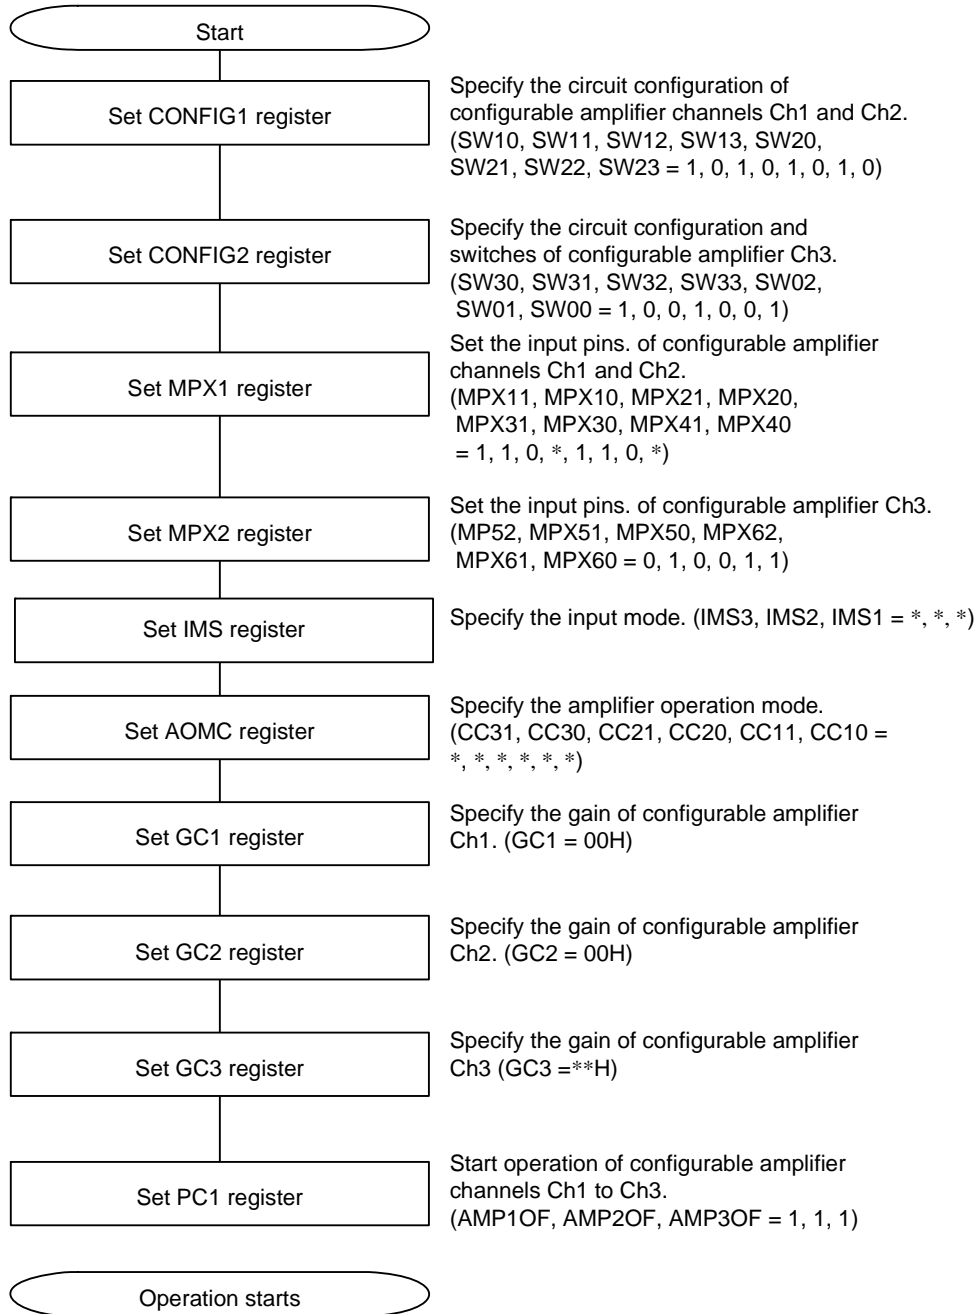 Start
Set CONFIG1 register
Specify the circuit configuration of
configurable amplifier channels Ch1 and Ch2.
(SW10, SW11, SW12, SW13, SW20,
SW21, SW22, SW23 = 1, 0, 1, 0, 1, 0, 1, 0)
Set CONFIG2 register
Specify the circuit configuration and
switches of configurable amplifier Ch3.
(SW30, SW31, SW32, SW33, SW02,
SW01, SW00 = 1, 0, 0, 1, 0, 0, 1)
Set MPX1 register
Set the input pins. of configurable amplifier
channels Ch1 and Ch2.
(MPX11, MPX10, MPX21, MPX20,
MPX31, MPX30, MPX41, MPX40
= 1, 1, 0, *, 1, 1, 0, *)
Set MPX2 register
Set the input pins. of configurable amplifier Ch3.
(MP52, MPX51, MPX50, MPX62,
MPX61, MPX60 = 0, 1, 0, 0, 1, 1)
Set IMS register
Specify the input mode. (IMS3, IMS2, IMS1 = *, *, *)
Set AOMC register
Specify the amplifier operation mode.
(CC31, CC30, CC21, CC20, CC11, CC10 =
*, *, *, *, *, *)
Set GC1 register
Specify the gain of configurable amplifier
Ch1. (GC1 = 00H)
Set GC2 register
Specify the gain of configurable amplifier
Ch2. (GC2 = 00H)
Set GC3 register
Specify the gain of configurable amplifier
Ch3 (GC3 =**H)
Set PC1 register
Start operation of configurable amplifier
channels Ch1 to Ch3.
(AMP1OF, AMP2OF, AMP3OF = 1, 1, 1)
Operation starts